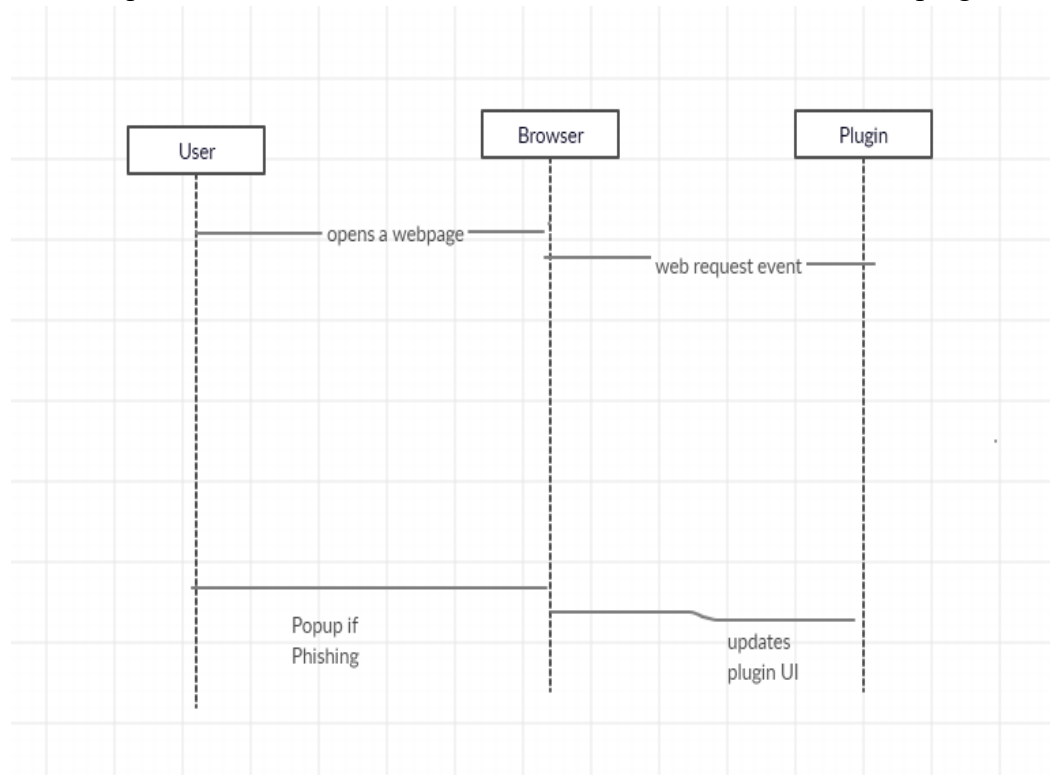 User
Browser
Plugin
opens a webpage
web request event
Popup if
Phishing
updates
plugin UI